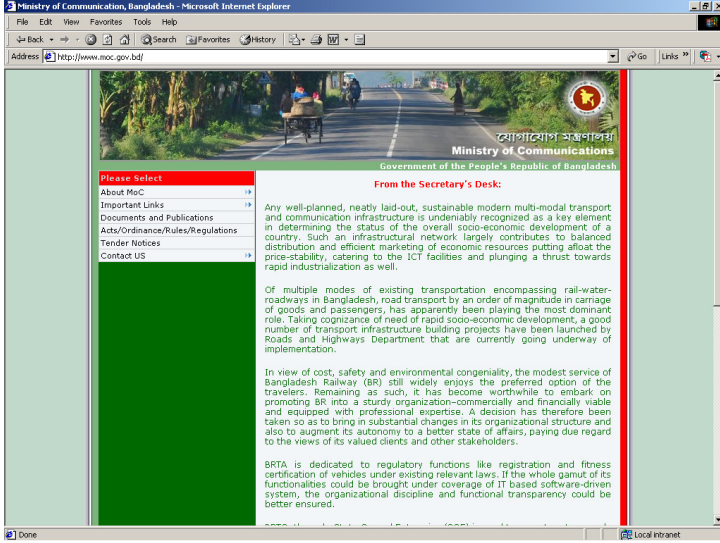 Ministry of Communication, Bangladesh - Microsoft Internet Explorer
File Edit View Favorites Tools Help
Back Search Favorites History
Address http://www.moc.gov.bd/ Go Links »
যোগাযোগ মন্ত্রণালয়
Ministry of Communications
Government of the People's Republic of Bangladesh
Please Select
About MoC
Important Links
Documents and Publications
Acts/Ordinance/Rules/Regulations
Tender Notices
Contact US
From the Secretary's Desk:
Any well-planned, neatly laid-out, sustainable modern multi-modal transport
and communication infrastructure is undeniably recognized as a key element
in determining the status of the overall socio-economic development of a
country. Such an infrastructural network largely contributes to balanced
distribution and efficient marketing of economic resources putting afloat the
price-stability, catering to the ICT facilities and plunging a thrust towards
rapid industrialization as well.
Of multiple modes of existing transportation encompassing rail-water-
roadways in Bangladesh, road transport by an order of magnitude in carriage
of goods and passengers, has apparently been playing the most dominant
role. Taking cognizance of need of rapid socio-economic development, a good
number of transport infrastructure building projects have been launched by
Roads and Highways Department that are currently going underway of
implementation.
In view of cost, safety and environmental congeniality, the modest service of
Bangladesh Railway (BR) still widely enjoys the preferred option of the
travelers. Remaining as such, it has become worthwhile to embark on
promoting BR into a sturdy organization–commercially and financially viable
and equipped with professional expertise. A decision has therefore been
taken so as to bring in substantial changes in its organizational structure and
also to augment its autonomy to a better state of affairs, paying due regard
to the views of its valued clients and other stakeholders.
BRTA is dedicated to regulatory functions like registration and fitness
certification of vehicles under existing relevant laws. If the whole gamut of its
functionalities could be brought under coverage of IT based software-driven
system, the organizational discipline and functional transparency could be
better ensured.
Done Local intranet